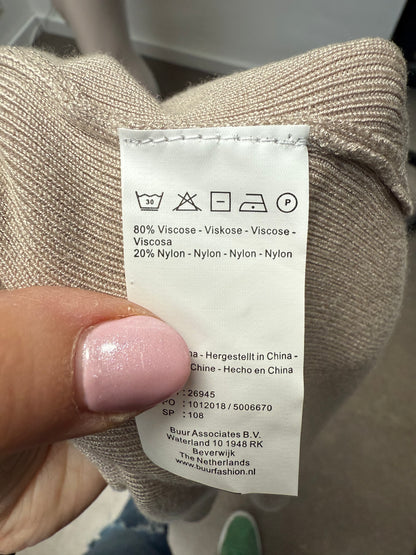 30 P
80% Viscose - Viskose - Viscose -
Viscosa
20% Nylon - Nylon - Nylon - Nylon
- Hergestellt in China -
Chine - Hecho en China
: 26945
PO : 1012018 / 5006670
SP : 108
Buur Associates B.V.
Waterland 10 1948 RK
Beverwijk
The Netherlands
www.buurfashion.nl